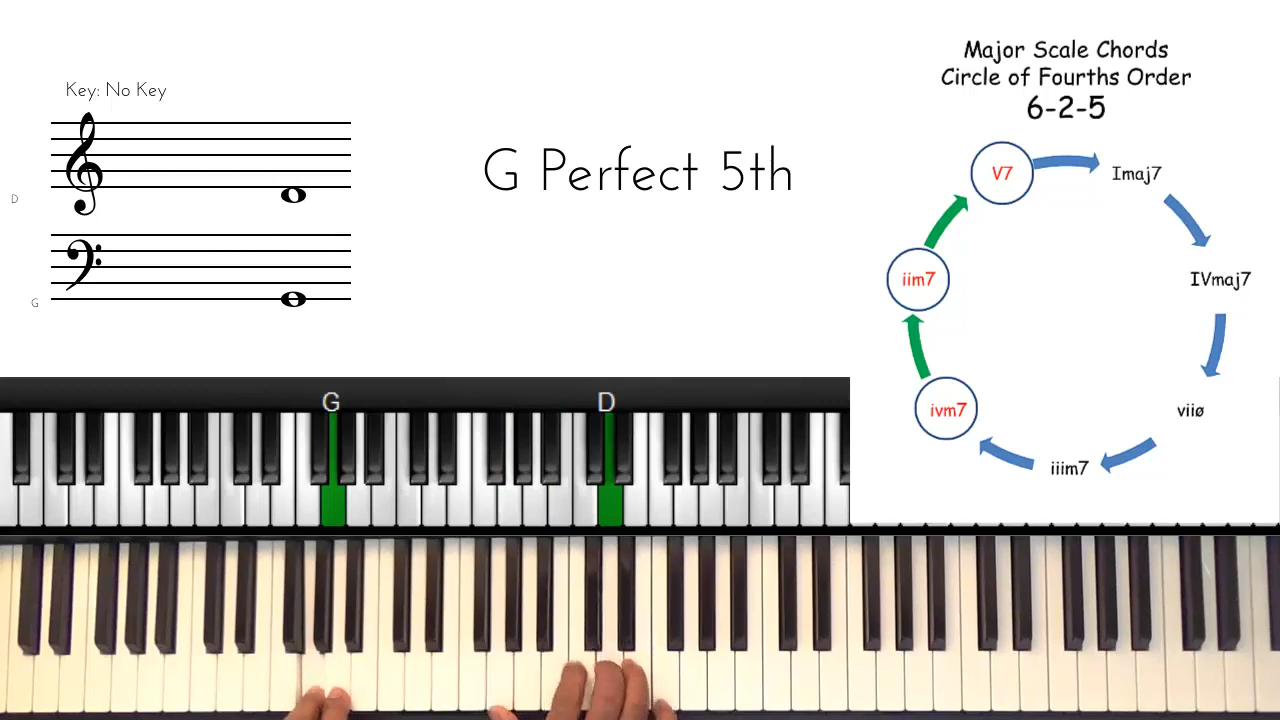 Key: No Key
D
G
G Perfect 5th
Major Scale Chords
Circle of Fourths Order
6-2-5
V7
Imaj7
iim7
IVmaj7
ivm7
viiø
iiim7
G
D